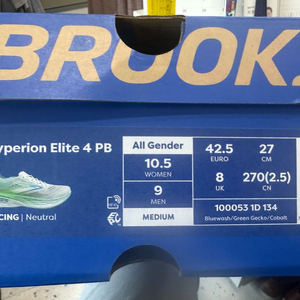 BROOK
yperion Elite 4 PB
CING | Neutral
All Gender
10.5
WOMEN
9
MEN
MEDIUM
42.5
EURO
27
CM
8
UK
270(2.5)
CN
100053 1D 134
Bluewash/Green Gecko/Cobalt